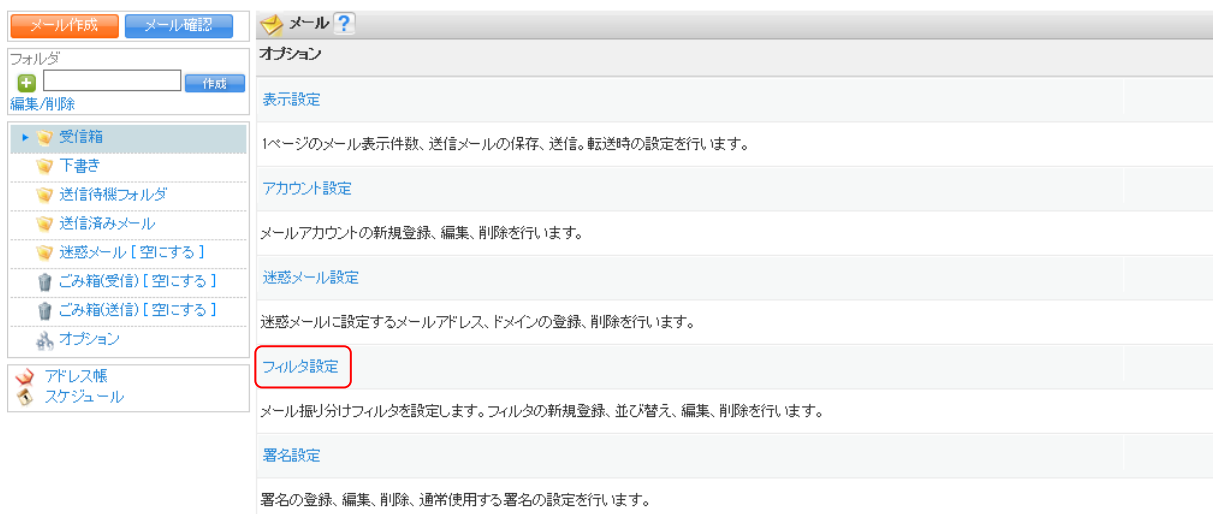 メール作成 メール確認
フォルダ
作成
編集/削除
受信箱
下書き
送信待機フォルダ
送信済みメール
迷惑メール [ 空にする ]
ごみ箱(受信) [ 空にする ]
ごみ箱(送信) [ 空にする ]
オプション
アドレス帳
スケジュール
メール ?
オプション
表示設定
1ページのメール表示件数、送信メールの保存、送信。転送時の設定を行います。
アカウント設定
メールアカウントの新規登録、編集、削除を行います。
迷惑メール設定
迷惑メールに設定するメールアドレス、ドメインの登録、削除を行います。
フィルタ設定
メール振り分けフィルタを設定します。フィルタの新規登録、並び替え、編集、削除を行います。
署名設定
署名の登録、編集、削除、通常使用する署名の設定を行います。